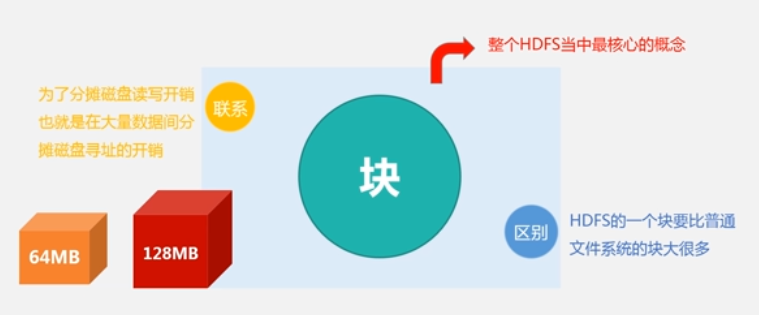 整个HDFS当中最核心的概念
为了分摊磁盘读写开销
也就是在大量数据间分
摊磁盘寻址的开销
联系
块
64MB
128MB
区别
HDFS的一个块要比普通
文件系统的块大很多